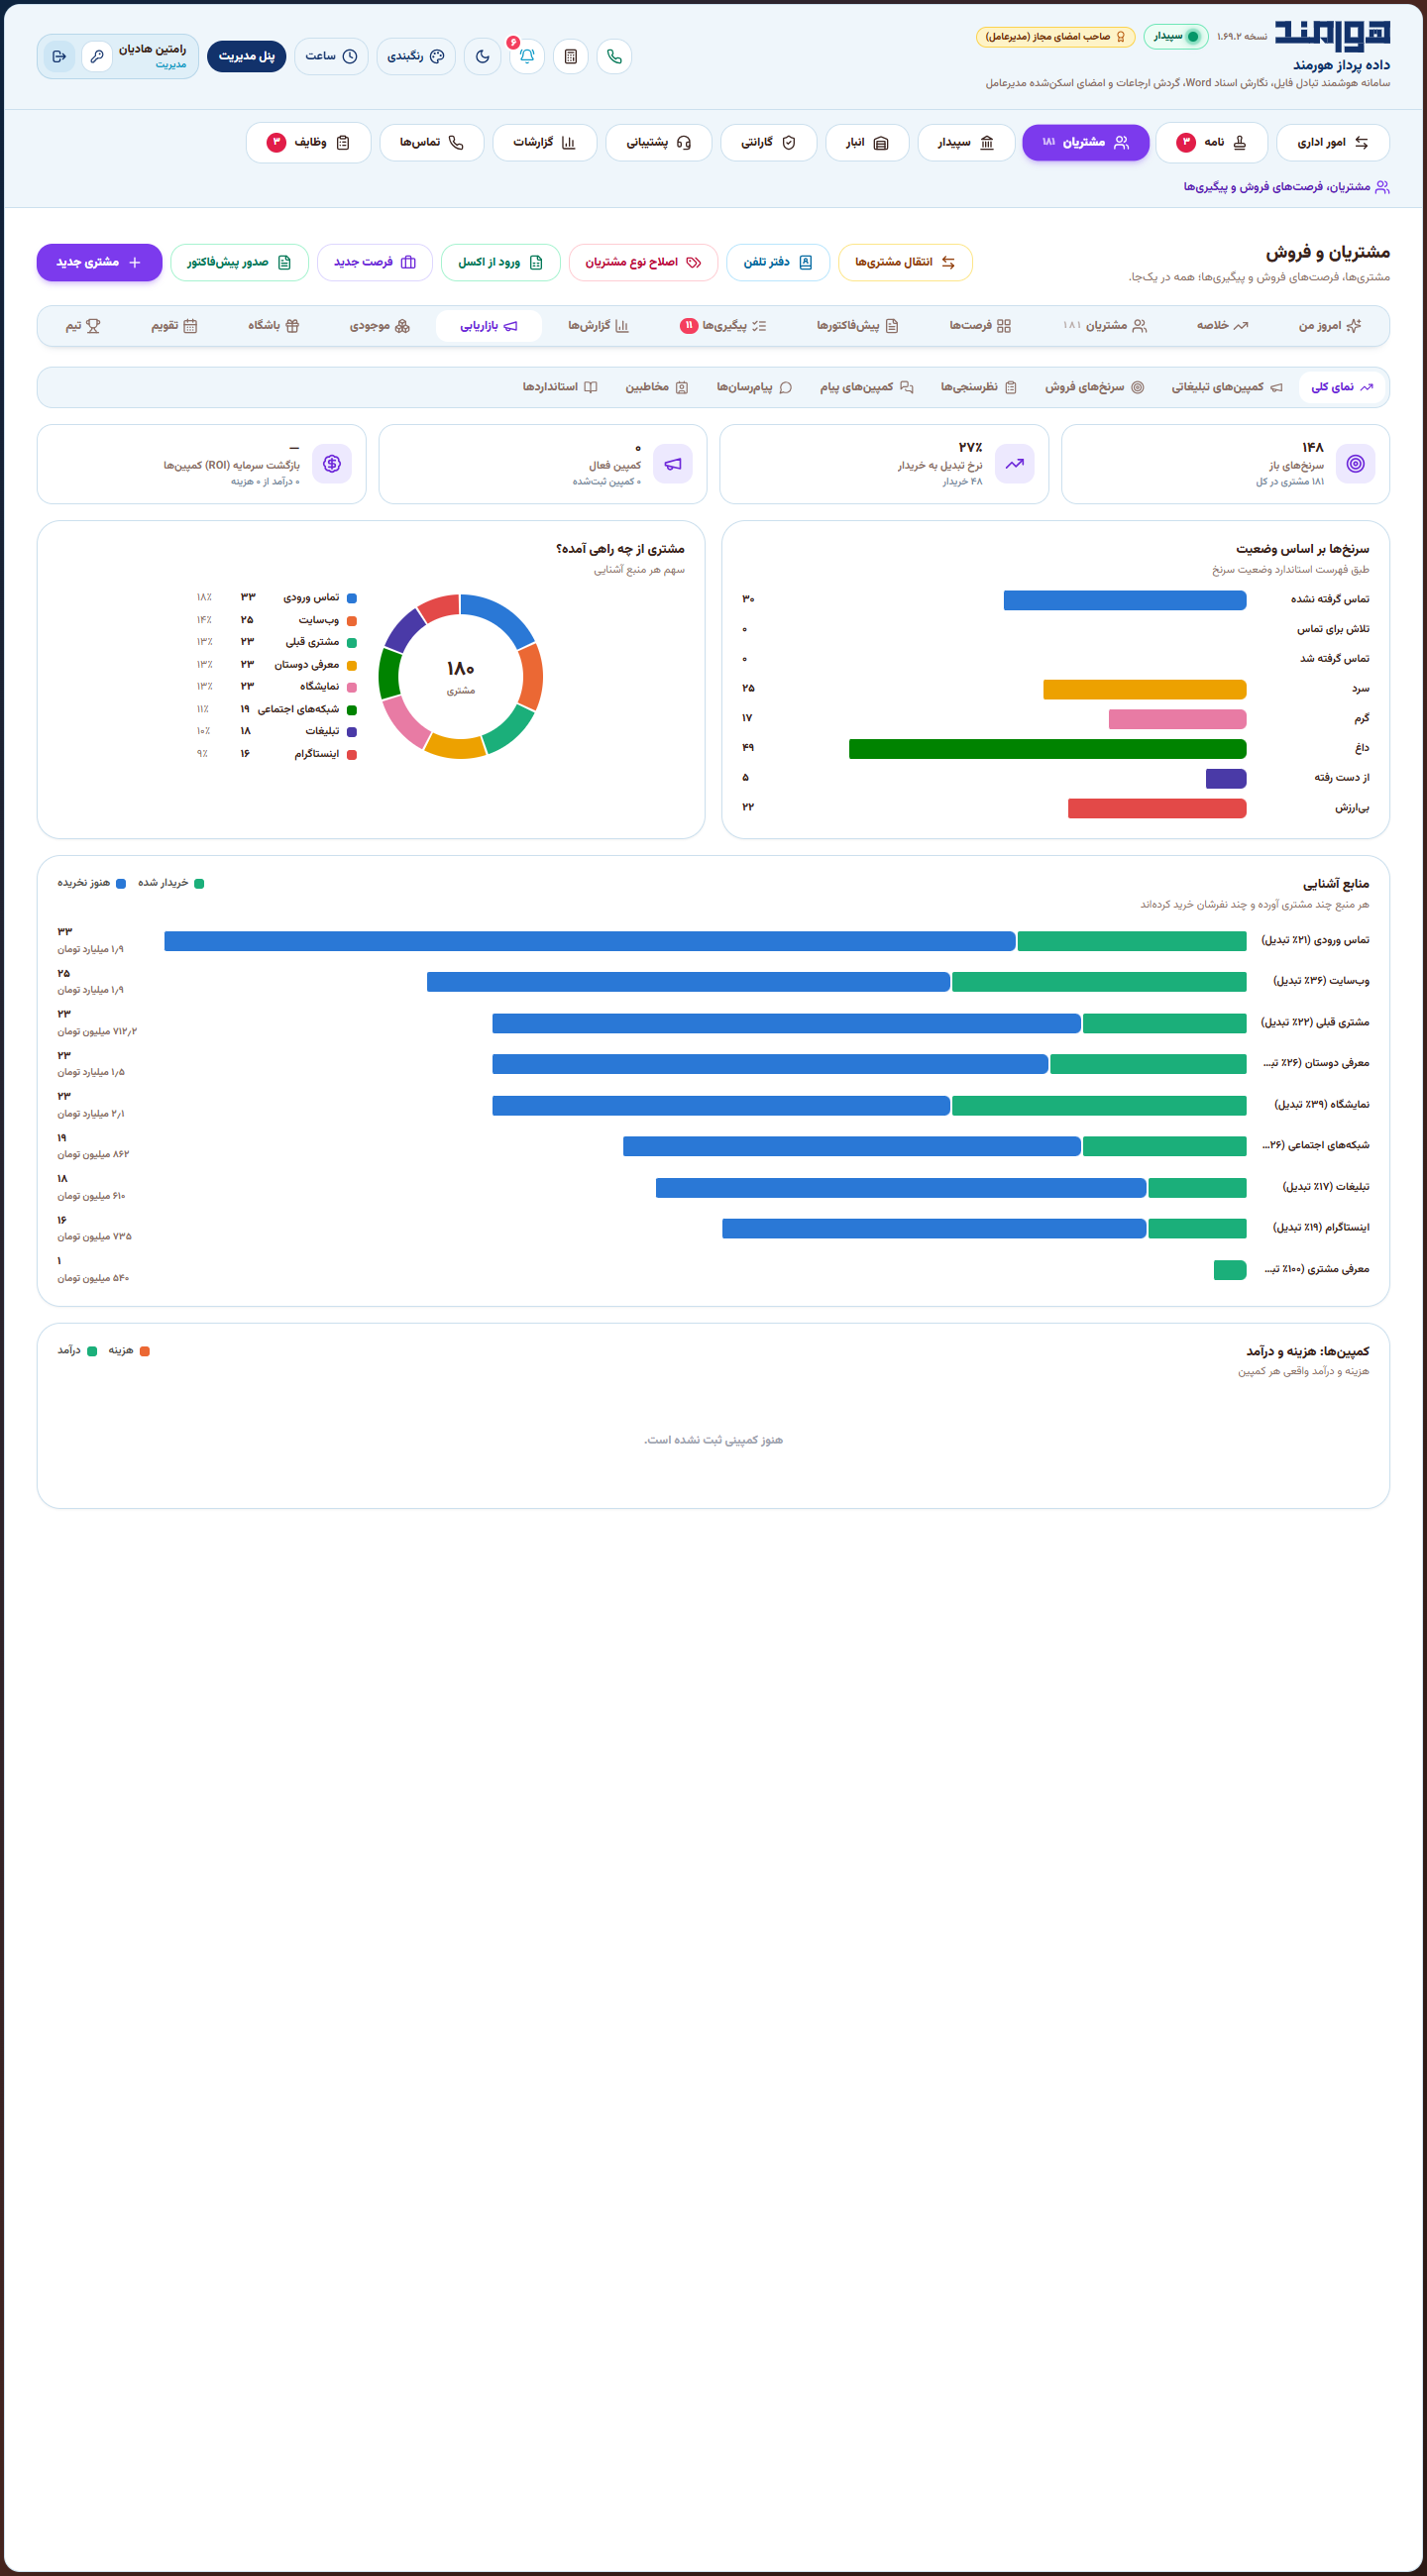 هورمند
نسخه ۱.۶۹.۲
سپیدار
صاحب امضای مجاز (مدیرعامل)
داده پرداز هورمند
سامانه هوشمند تبادل فایل، نگارش اسناد Word، گردش ارجاعات و امضای اسکن‌شده مدیرعامل
۶
رنگبندی
ساعت
پنل مدیریت
رامتین هادیان
مدیریت
امور اداری
نامه ۳
مشتریان ۱۸۱
سپیدار
انبار
گارانتی
پشتیبانی
گزارشات
تماس‌ها
وظایف ۳
مشتریان، فرصت‌های فروش و پیگیری‌ها
مشتریان و فروش
مشتری‌ها، فرصت‌های فروش و پیگیری‌ها؛ همه در یک‌جا.
انتقال مشتری‌ها
دفتر تلفن
اصلاح نوع مشتریان
ورود از اکسل
فرصت جدید
صدور پیش‌فاکتور
مشتری جدید
امروز من
خلاصه
مشتریان ۱۸۱
فرصت‌ها
پیش‌فاکتورها
پیگیری‌ها ۱۱
گزارش‌ها
بازاریابی
موجودی
باشگاه
تقویم
تیم
نمای کلی
کمپین‌های تبلیغاتی
سرنخ‌های فروش
نظرسنجی‌ها
کمپین‌های پیام
پیام‌رسان‌ها
مخاطبین
استانداردها
۱۴۸
سرنخ‌های باز
۱۸۱ مشتری در کل
۲۷٪
نرخ تبدیل به خریدار
۴۸ خریدار
۰
کمپین فعال
۰ کمپین ثبت‌شده
—
بازگشت سرمایه (ROI) کمپین‌ها
۰ درآمد از ۰ هزینه
سرنخ‌ها بر اساس وضعیت
طبق فهرست استاندارد وضعیت سرنخ
تماس گرفته نشده ۳۰
تلاش برای تماس ۰
تماس گرفته شد ۰
سرد ۲۵
گرم ۱۷
داغ ۴۹
از دست رفته ۵
بی‌ارزش ۲۲
مشتری از چه راهی آمده؟
سهم هر منبع آشنایی
۱۸۰
مشتری
تماس ورودی ۳۳ ۱۸٪
وب‌سایت ۲۵ ۱۴٪
مشتری قبلی ۲۳ ۱۳٪
معرفی دوستان ۲۳ ۱۳٪
نمایشگاه ۲۳ ۱۳٪
شبکه‌های اجتماعی ۱۹ ۱۱٪
تبلیغات ۱۸ ۱۰٪
اینستاگرام ۱۶ ۹٪
منابع آشنایی
هر منبع چند مشتری آورده و چند نفرشان خرید کرده‌اند
خریدار شده
هنوز نخریده
تماس ورودی (۲۱٪ تبدیل) ۳۳
۱٫۹ میلیارد تومان
وب‌سایت (۳۶٪ تبدیل) ۲۵
۱٫۹ میلیارد تومان
مشتری قبلی (۲۲٪ تبدیل) ۲۳
۷۱۲٫۲ میلیون تومان
معرفی دوستان (۲۶٪ تب... ۲۳
۱٫۵ میلیارد تومان
نمایشگاه (۳۹٪ تبدیل) ۲۳
۲٫۱ میلیارد تومان
شبکه‌های اجتماعی (۲۶... ۱۹
۸۶۲ میلیون تومان
تبلیغات (۱۷٪ تبدیل) ۱۸
۶۱۰ میلیون تومان
اینستاگرام (۱۹٪ تبدیل) ۱۶
۷۳۵ میلیون تومان
معرفی مشتری (۱۰۰٪ تب... ۱
۵۴۰ میلیون تومان
کمپین‌ها: هزینه و درآمد
هزینه و درآمد واقعی هر کمپین
هزینه
درآمد
هنوز کمپینی ثبت نشده است.